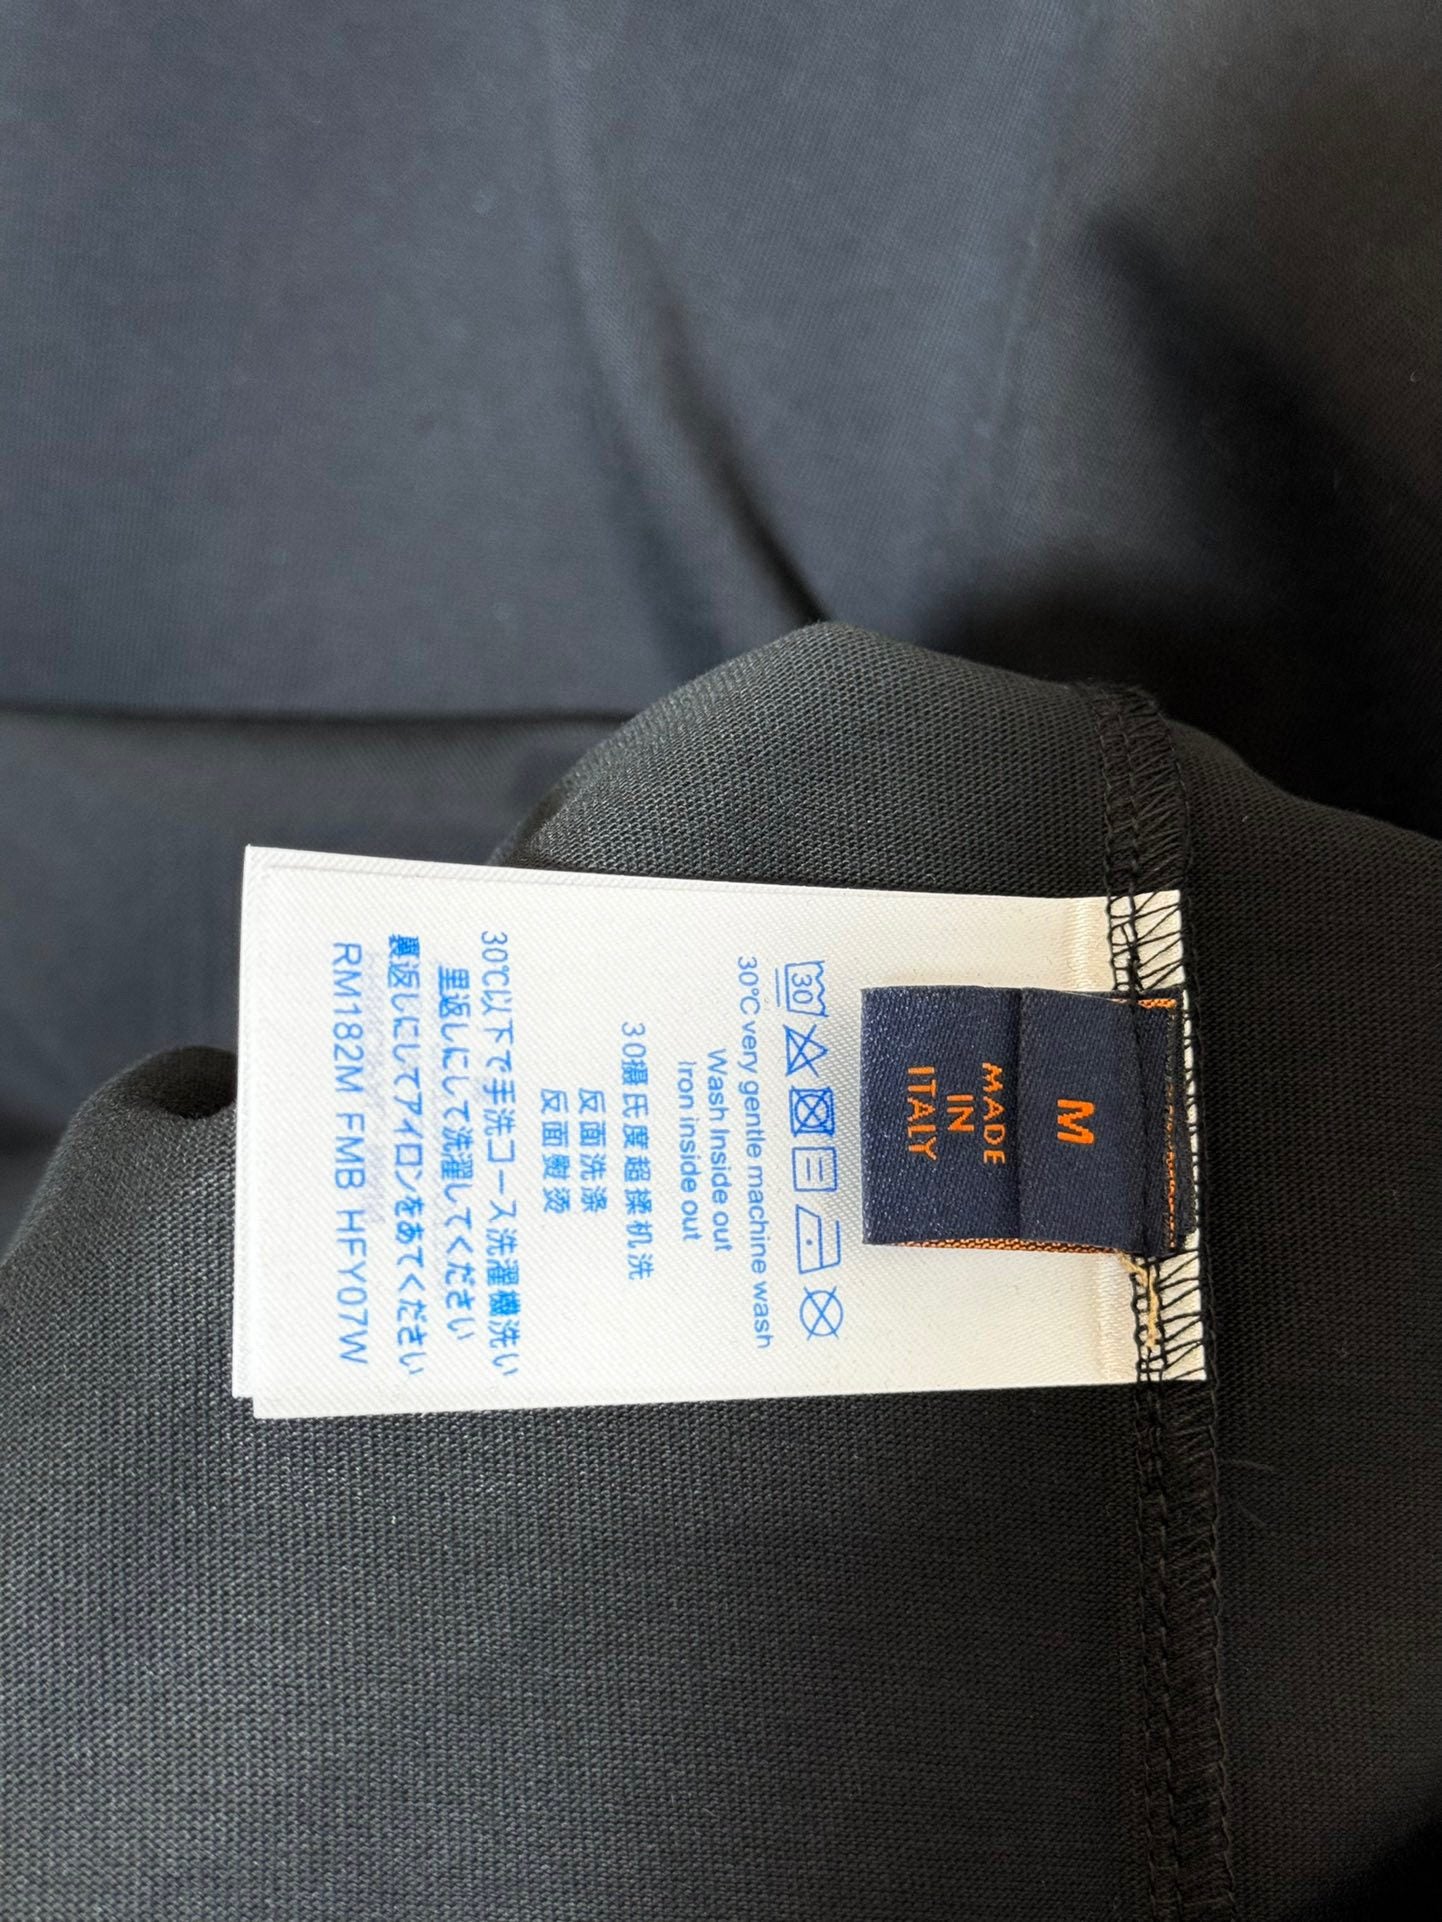 M
MADE
IN
ITALY
30
30℃ very gentle machine wash
Wash Inside out
Iron inside out
30攝氏度超揉机洗
反面洗涤
反面熨烫
30℃以下で手洗コース洗濯機洗い
里返しにして洗濯してください
裏返しにしてアイロンをあてください
RM182M FMB HFY07W